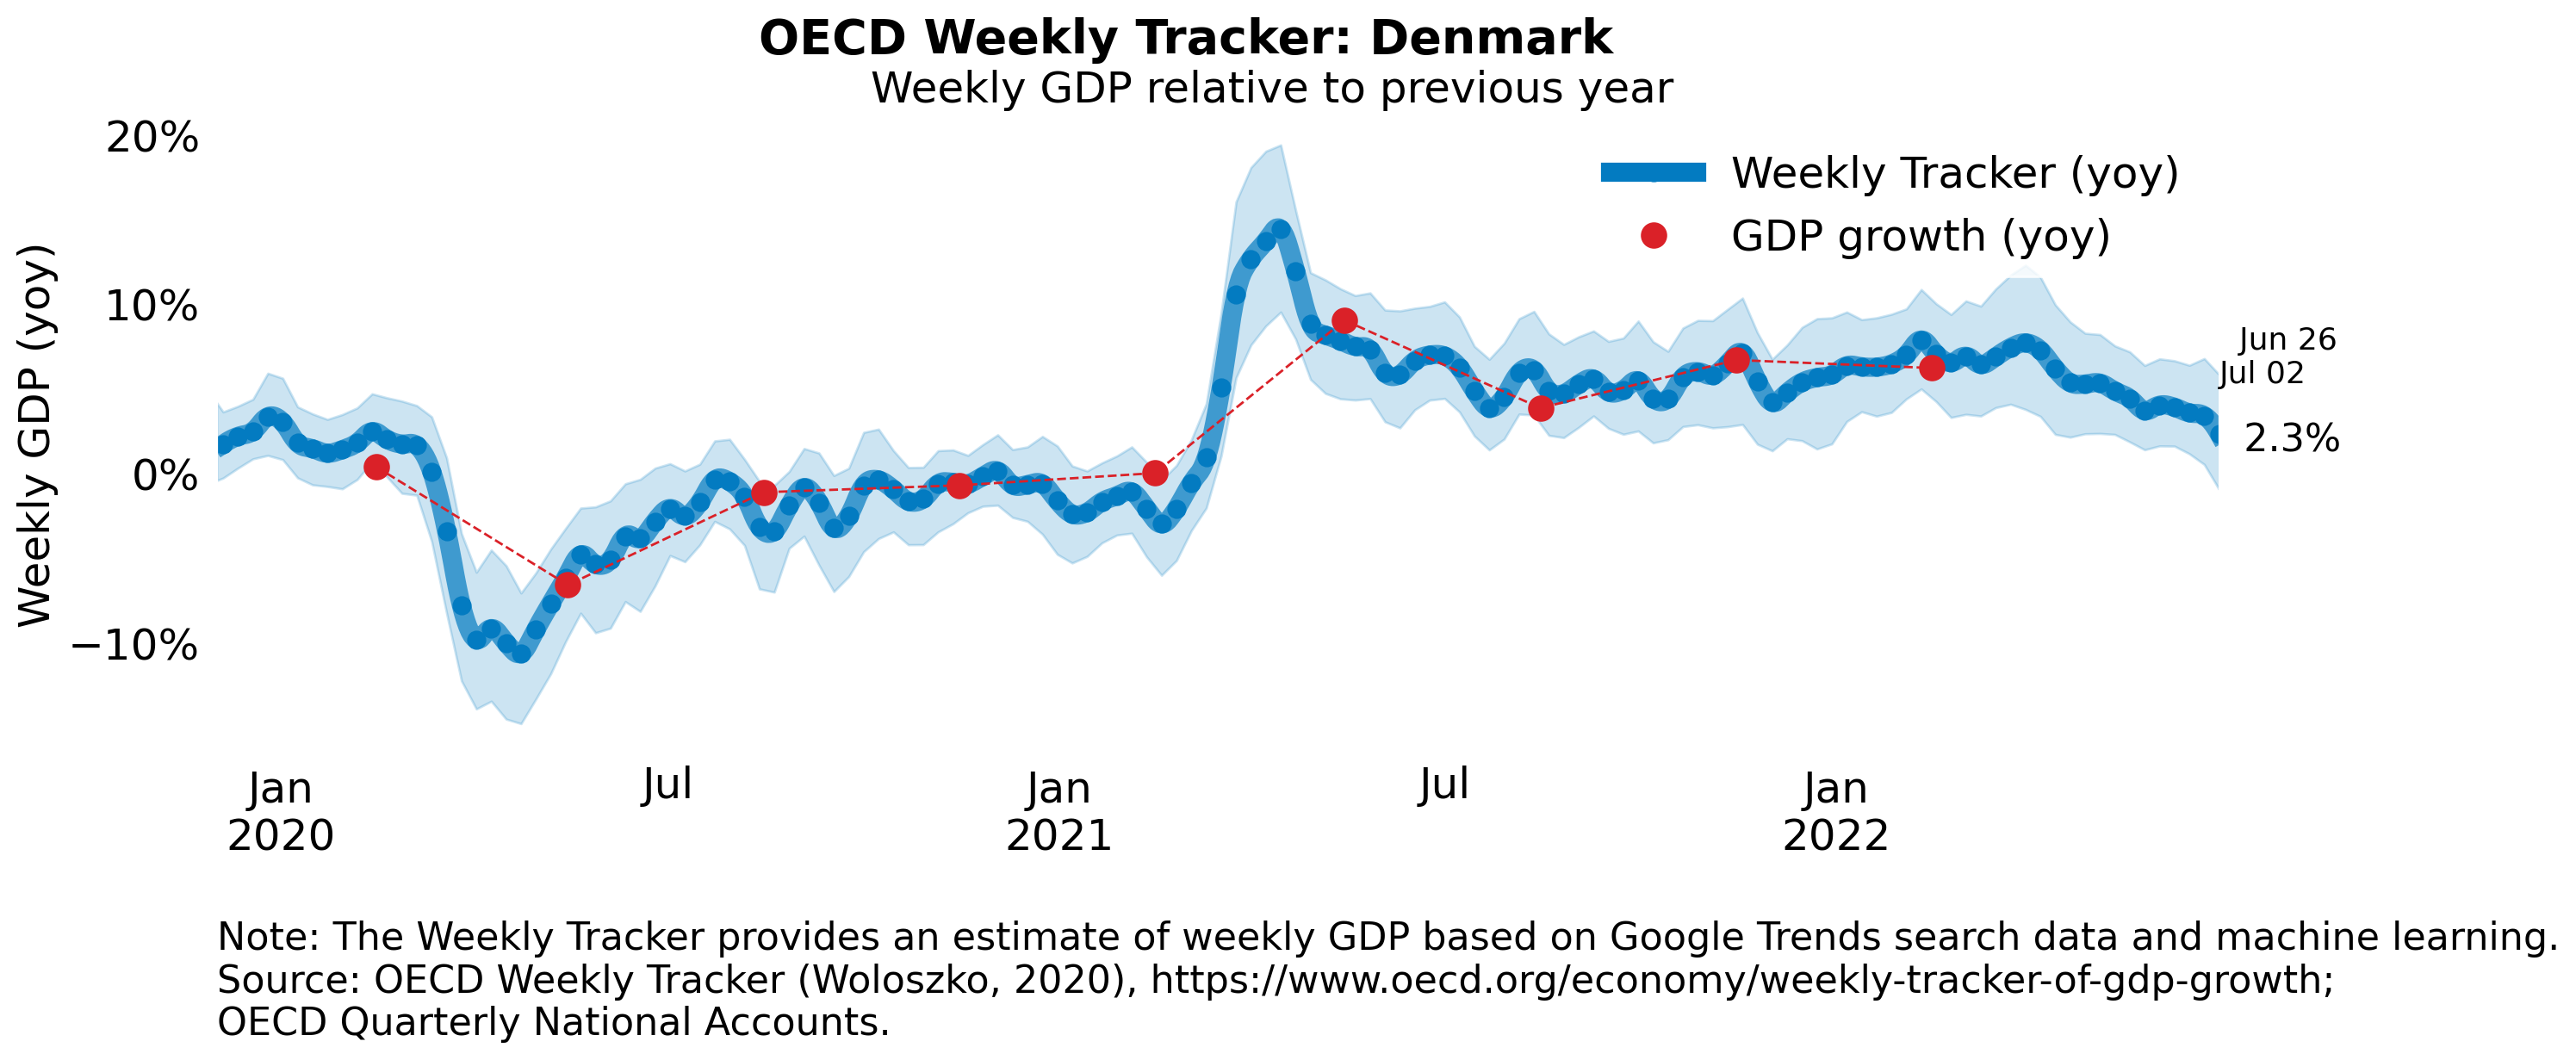 OECD Weekly Tracker: Denmark
Weekly GDP relative to previous year
Weekly GDP (yoy)
20%
10%
0%
−10%
Weekly Tracker (yoy)
GDP growth (yoy)
Jun 26
Jul 02
2.3%
Jan
2020
Jul
Jan
2021
Jul
Jan
2022
Note: The Weekly Tracker provides an estimate of weekly GDP based on Google Trends search data and machine learning.
Source: OECD Weekly Tracker (Woloszko, 2020), https://www.oecd.org/economy/weekly-tracker-of-gdp-growth;
OECD Quarterly National Accounts.